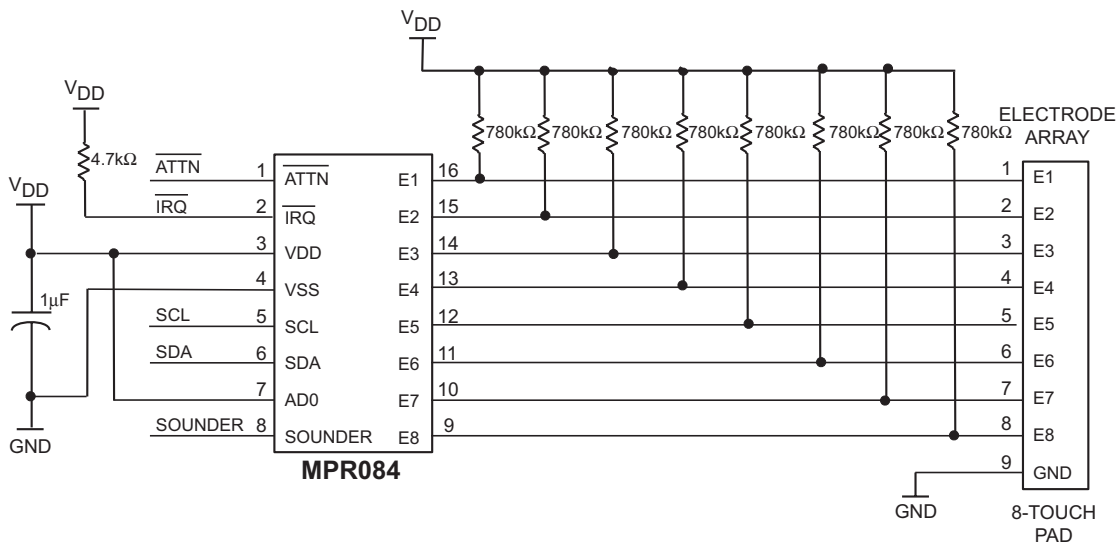 VDD
VDD
780kΩ 780kΩ 780kΩ 780kΩ 780kΩ 780kΩ 780kΩ 780kΩ
ELECTRODE
ARRAY
4.7kΩ
VDD
ATTN 1 ATTN E1 16 1 E1
IRQ 2 IRQ E2 15 2 E2
3 VDD E3 14 3 E3
4 VSS E4 13 4 E4
1μF
SCL 5 SCL E5 12 5 E5
SDA 6 SDA E6 11 6 E6
7 AD0 E7 10 7 E7
SOUNDER 8 SOUNDER E8 9 8 E8
GND
MPR084
9 GND
GND
8-TOUCH
PAD